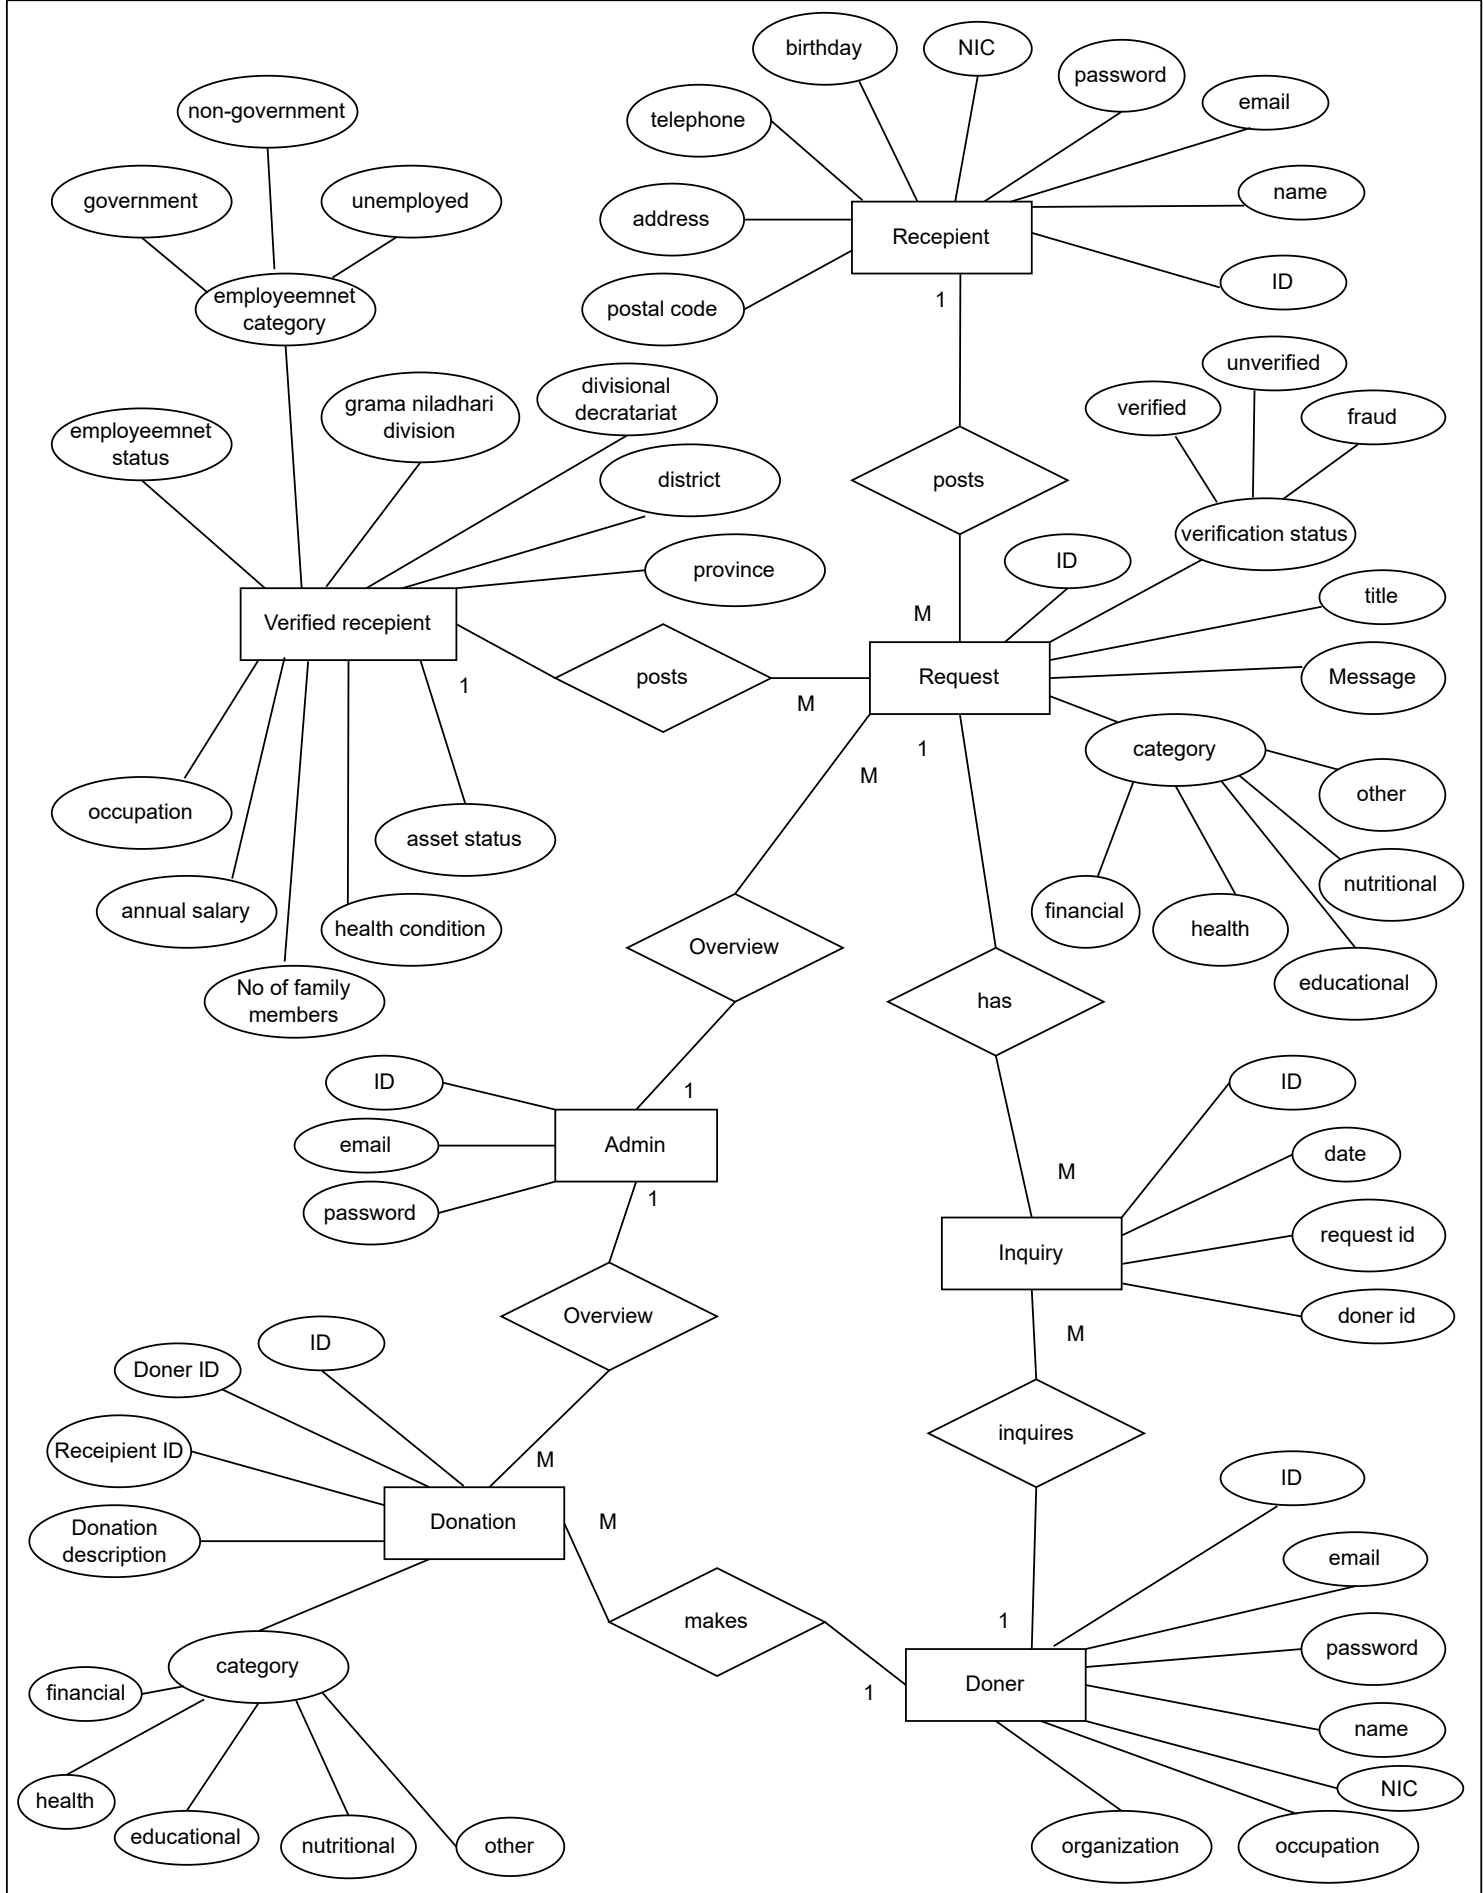 birthday
NIC
password
email
non-government
telephone
name
government
unemployed
address
Recepient
ID
postal code
employeemnet
category
1
unverified
divisional
decratariat
verified
fraud
grama niladhari
division
employeemnet
status
district
posts
verification status
ID
province
title
M
Verified recepient
posts
Request
Message
1
M
1
category
M
other
occupation
asset status
nutritional
annual salary
health condition
financial
health
Overview
educational
No of family
members
has
ID
1
ID
email
Admin
date
password
1
M
request id
Inquiry
Overview
doner id
ID
M
Doner ID
inquires
Receipient ID
M
ID
Donation
description
Donation
M
email
makes
1
password
category
1
Doner
financial
name
NIC
health
educational
nutritional
other
organization
occupation